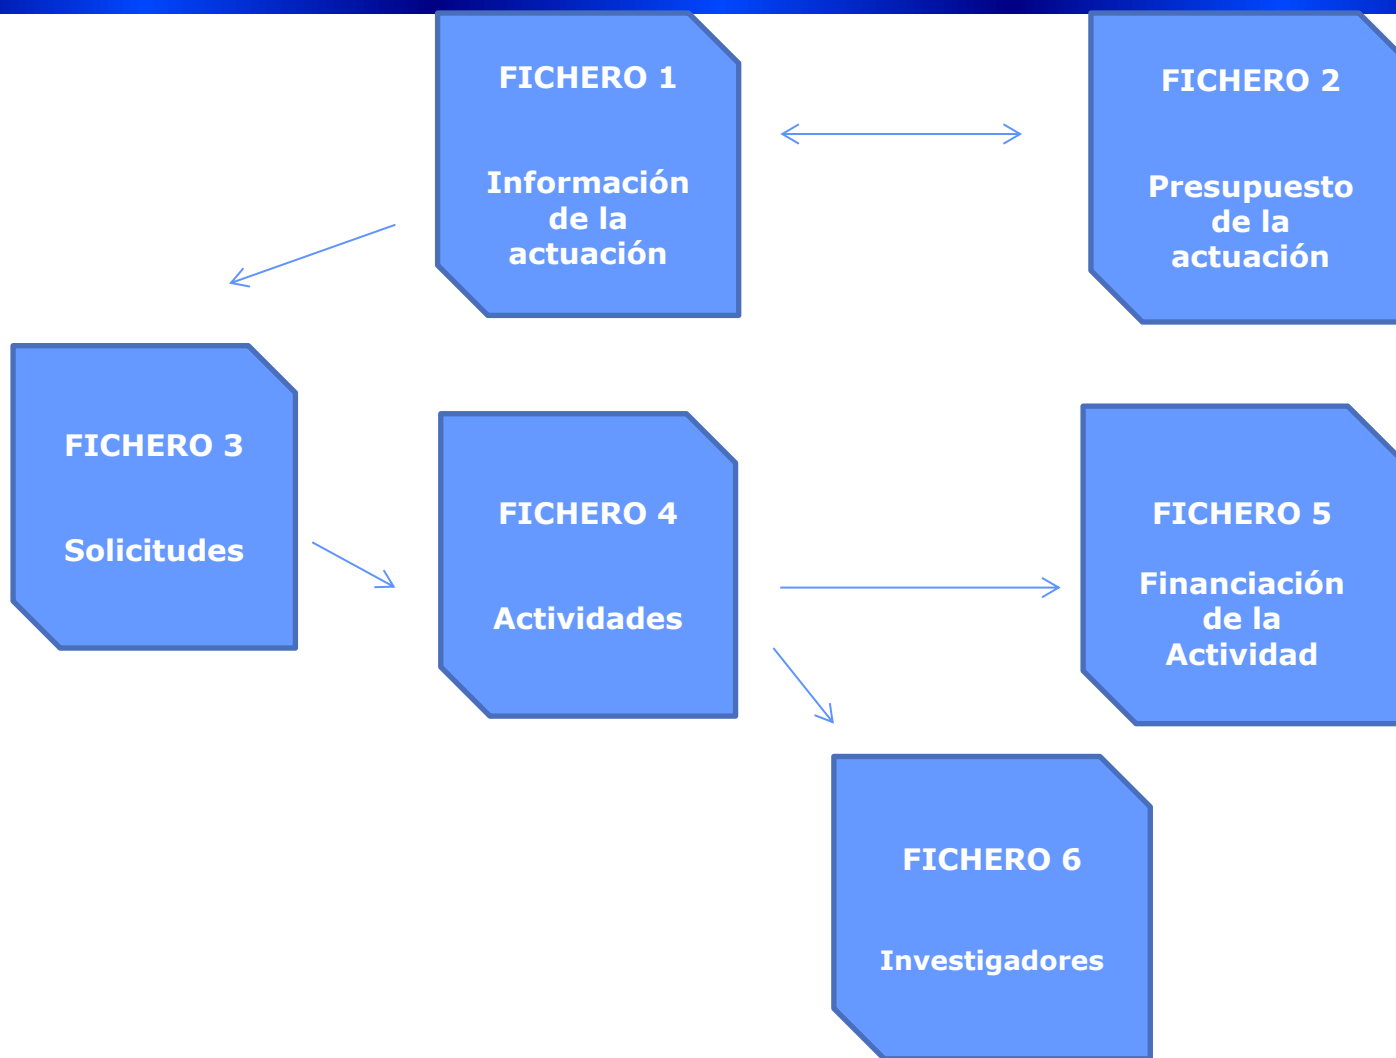 FICHERO 1
Información
de la
actuación
FICHERO 2
Presupuesto
de la
actuación
FICHERO 3
Solicitudes
FICHERO 4
Actividades
FICHERO 5
Financiación
de la
Actividad
FICHERO 6
Investigadores